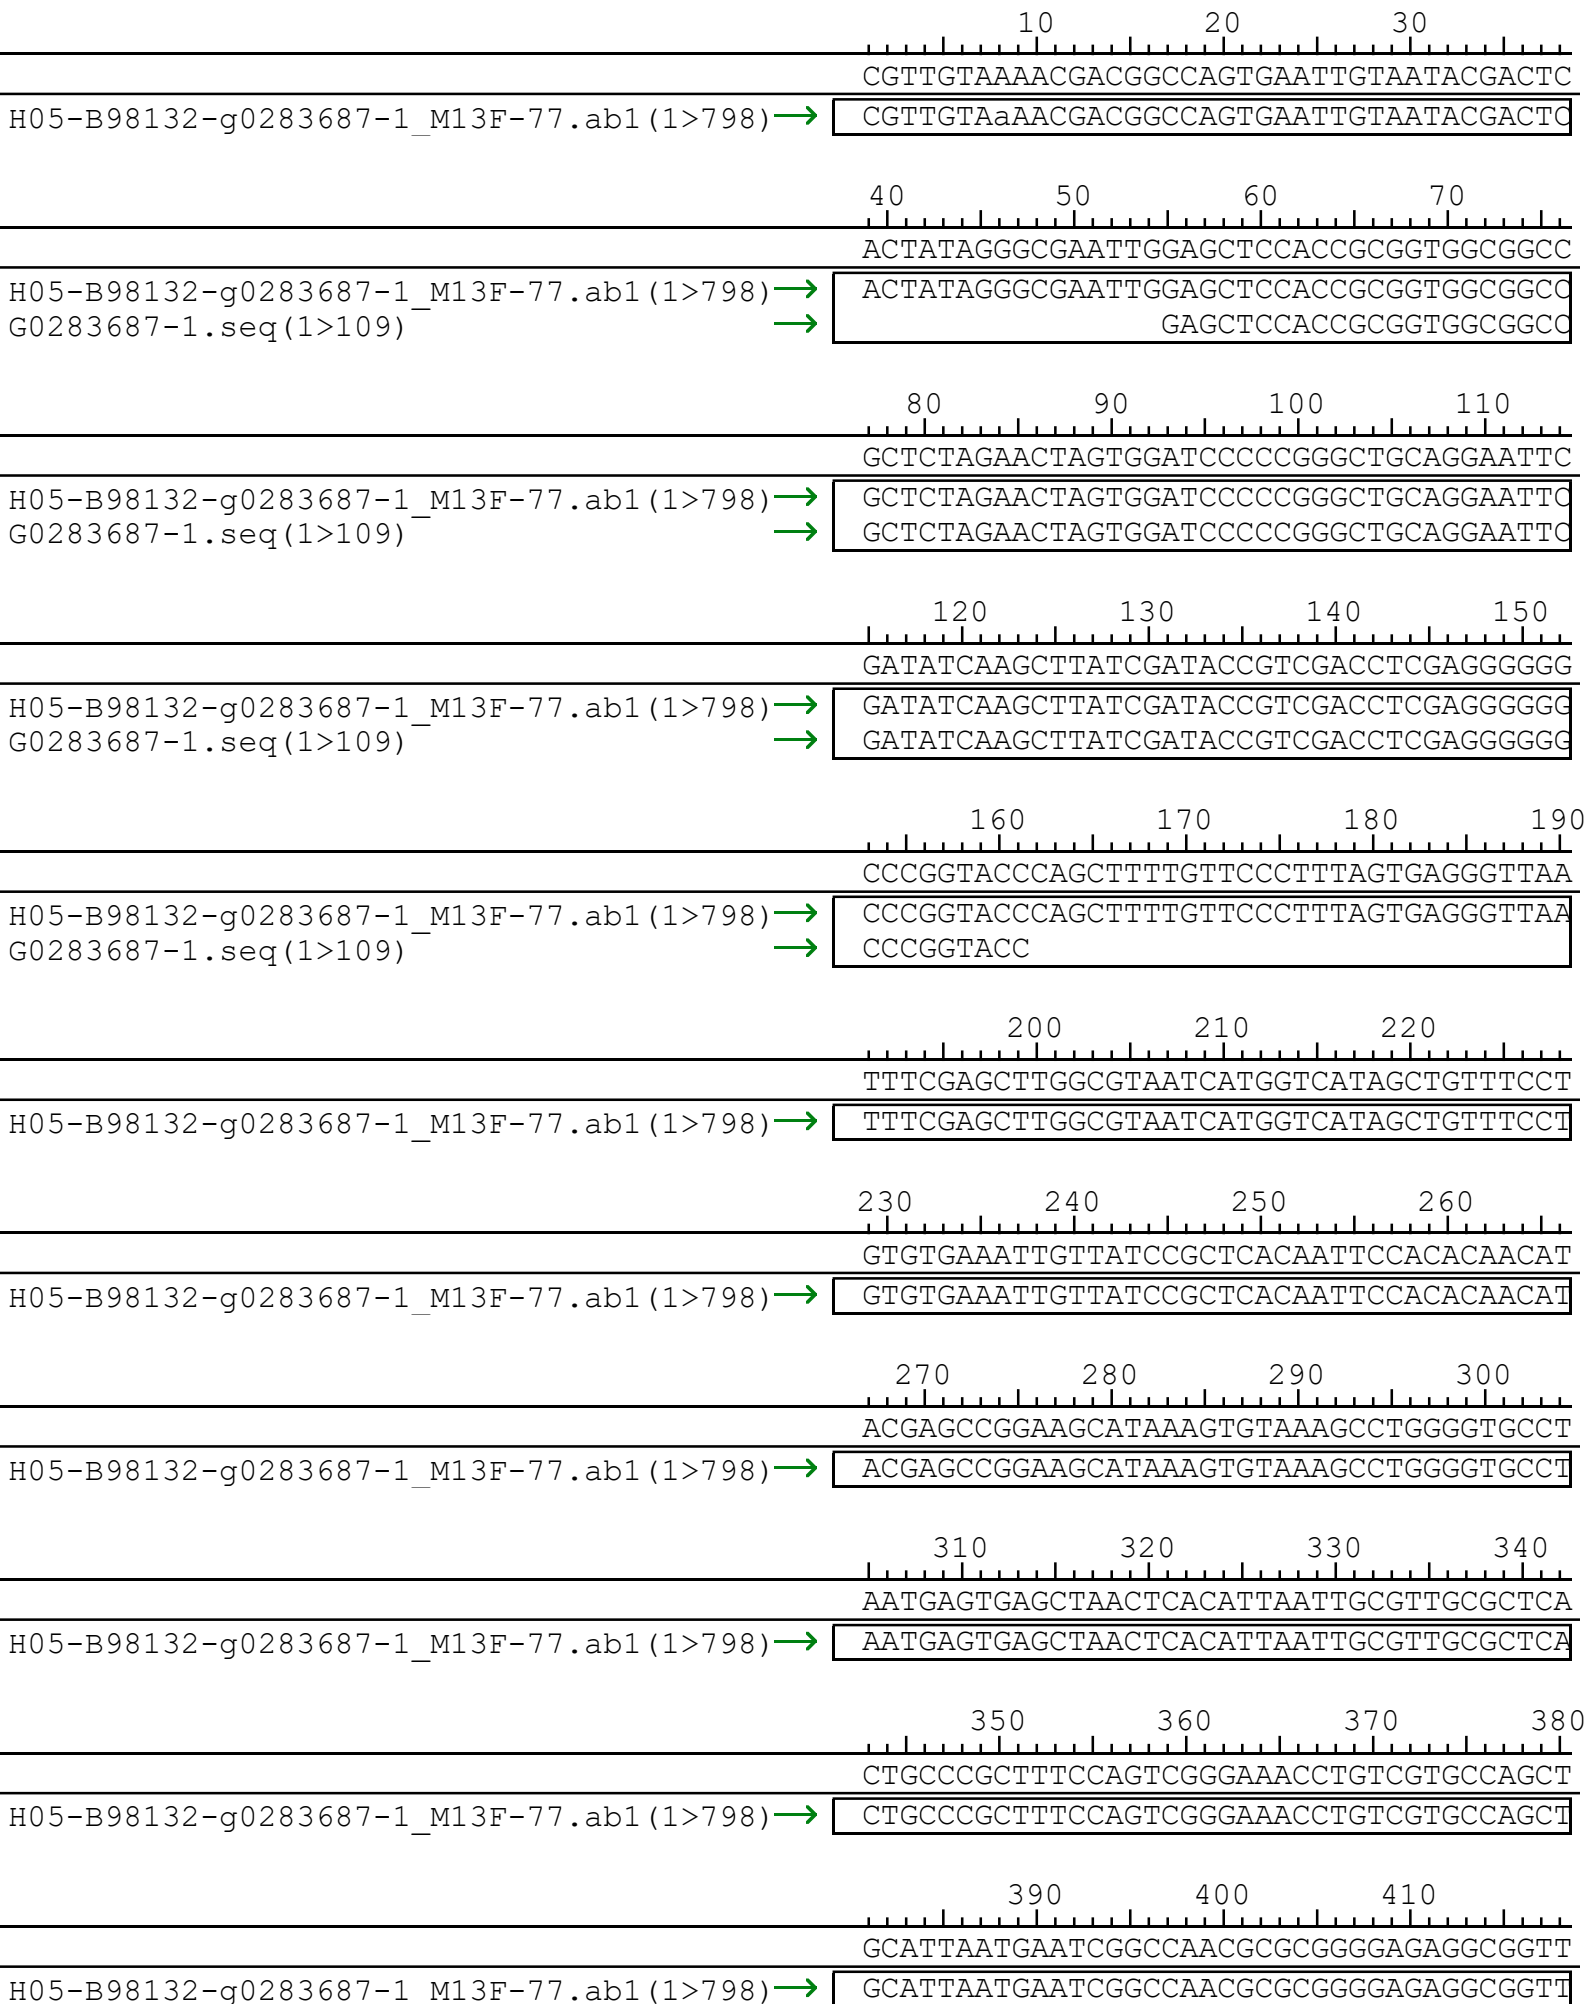 10 20 30
CGTTGTAAAACGACGGCCAGTGAATTGTAATACGACTC
H05-B98132-g0283687-1_M13F-77.ab1(1>798) → CGTTGTAaAACGACGGCCAGTGAATTGTAATACGACTC
40 50 60 70
ACTATAGGGCGAATTGGAGCTCCACCGCGGTGGCGGCC
H05-B98132-g0283687-1_M13F-77.ab1(1>798) → ACTATAGGGCGAATTGGAGCTCCACCGCGGTGGCGGCC
G0283687-1.seq(1>109) → GAGCTCCACCGCGGTGGCGGCC
80 90 100 110
GCTCTAGAACTAGTGGATCCCCCGGGCTGCAGGAATTC
H05-B98132-g0283687-1_M13F-77.ab1(1>798) → GCTCTAGAACTAGTGGATCCCCCGGGCTGCAGGAATTC
G0283687-1.seq(1>109) → GCTCTAGAACTAGTGGATCCCCCGGGCTGCAGGAATTC
120 130 140 150
GATATCAAGCTTATCGATACCGTCGACCTCGAGGGGGG
H05-B98132-g0283687-1_M13F-77.ab1(1>798) → GATATCAAGCTTATCGATACCGTCGACCTCGAGGGGGG
G0283687-1.seq(1>109) → GATATCAAGCTTATCGATACCGTCGACCTCGAGGGGGG
160 170 180 190
CCCGGTACCCAGCTTTTGTTCCCTTTAGTGAGGGTTAA
H05-B98132-g0283687-1_M13F-77.ab1(1>798) → CCCGGTACCCAGCTTTTGTTCCCTTTAGTGAGGGTTAA
G0283687-1.seq(1>109) → CCCGGTACC
200 210 220
TTTCGAGCTTGGCGTAATCATGGTCATAGCTGTTTCCT
H05-B98132-g0283687-1_M13F-77.ab1(1>798) → TTTCGAGCTTGGCGTAATCATGGTCATAGCTGTTTCCT
230 240 250 260
GTGTGAAATTGTTATCCGCTCACAATTCCACACAACAT
H05-B98132-g0283687-1_M13F-77.ab1(1>798) → GTGTGAAATTGTTATCCGCTCACAATTCCACACAACAT
270 280 290 300
ACGAGCCGGAAGCATAAAGTGTAAAGCCTGGGGTGCCT
H05-B98132-g0283687-1_M13F-77.ab1(1>798) → ACGAGCCGGAAGCATAAAGTGTAAAGCCTGGGGTGCCT
310 320 330 340
AATGAGTGAGCTAACTCACATTAATTGCGTTGCGCTCA
H05-B98132-g0283687-1_M13F-77.ab1(1>798) → AATGAGTGAGCTAACTCACATTAATTGCGTTGCGCTCA
350 360 370 380
CTGCCCGCTTTCCAGTCGGGAAACCTGTCGTGCCAGCT
H05-B98132-g0283687-1_M13F-77.ab1(1>798) → CTGCCCGCTTTCCAGTCGGGAAACCTGTCGTGCCAGCT
390 400 410
GCATTAATGAATCGGCCAACGCGCGGGGAGAGGCGGTT
H05-B98132-g0283687-1_M13F-77.ab1(1>798) → GCATTAATGAATCGGCCAACGCGCGGGGAGAGGCGGTT